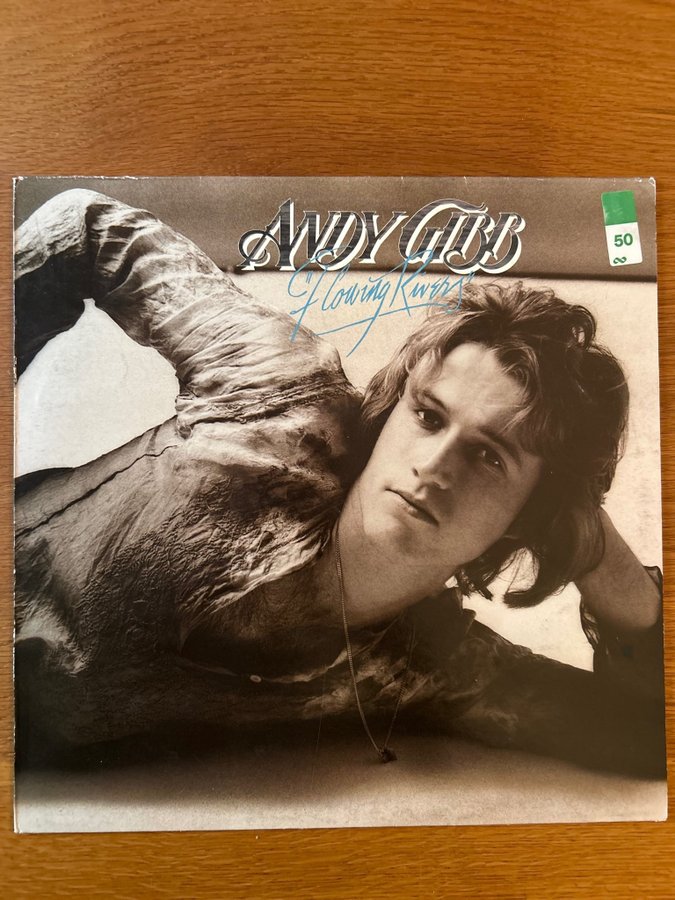 ANDY GIBB
"Flowing Rivers"
50
∞